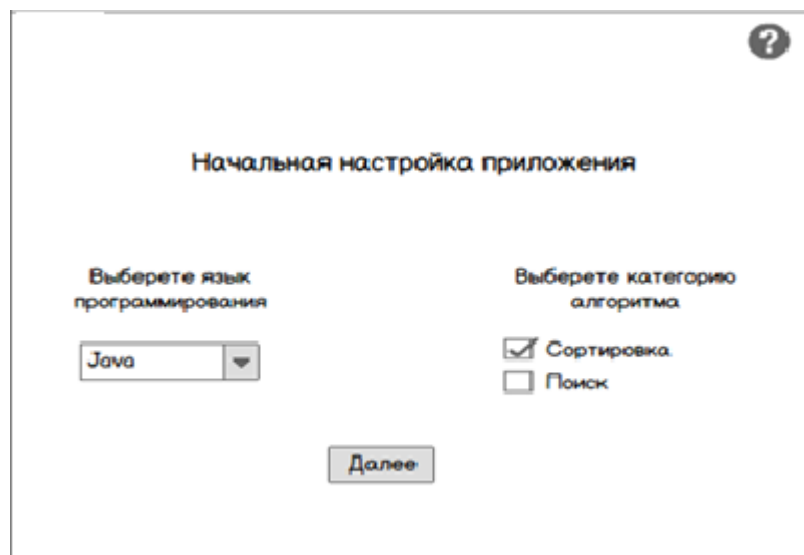 ?
Начальная настройка приложения
Выберете язык
программирования
Java
Выберете категорию
алгоритма
Сортировка
Поиск
Далее